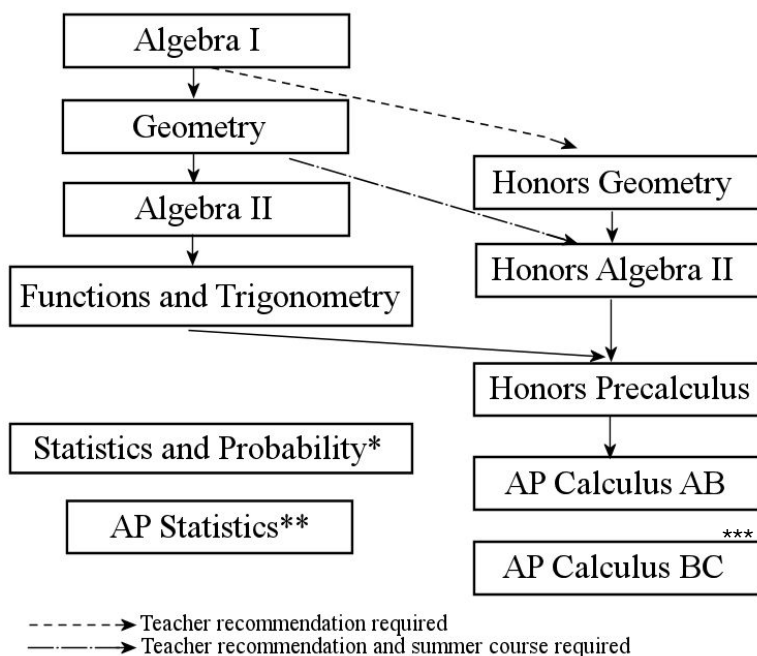 Algebra I
Geometry
Algebra II
Functions and Trigonometry
Honors Geometry
Honors Algebra II
Honors Precalculus
Statistics and Probability*
AP Statistics**
AP Calculus AB
***
AP Calculus BC
Teacher recommendation required
Teacher recommendation and summer course required